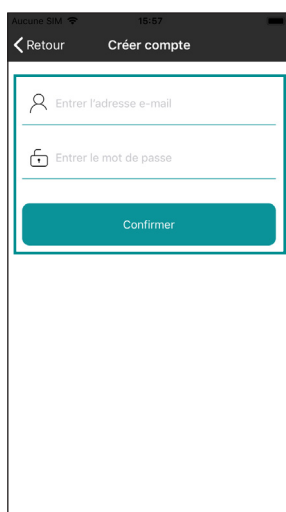 Aucune SIM 15:57
Retour Créer compte
Entrer l'adresse e-mail
Entrer le mot de passe
Confirmer